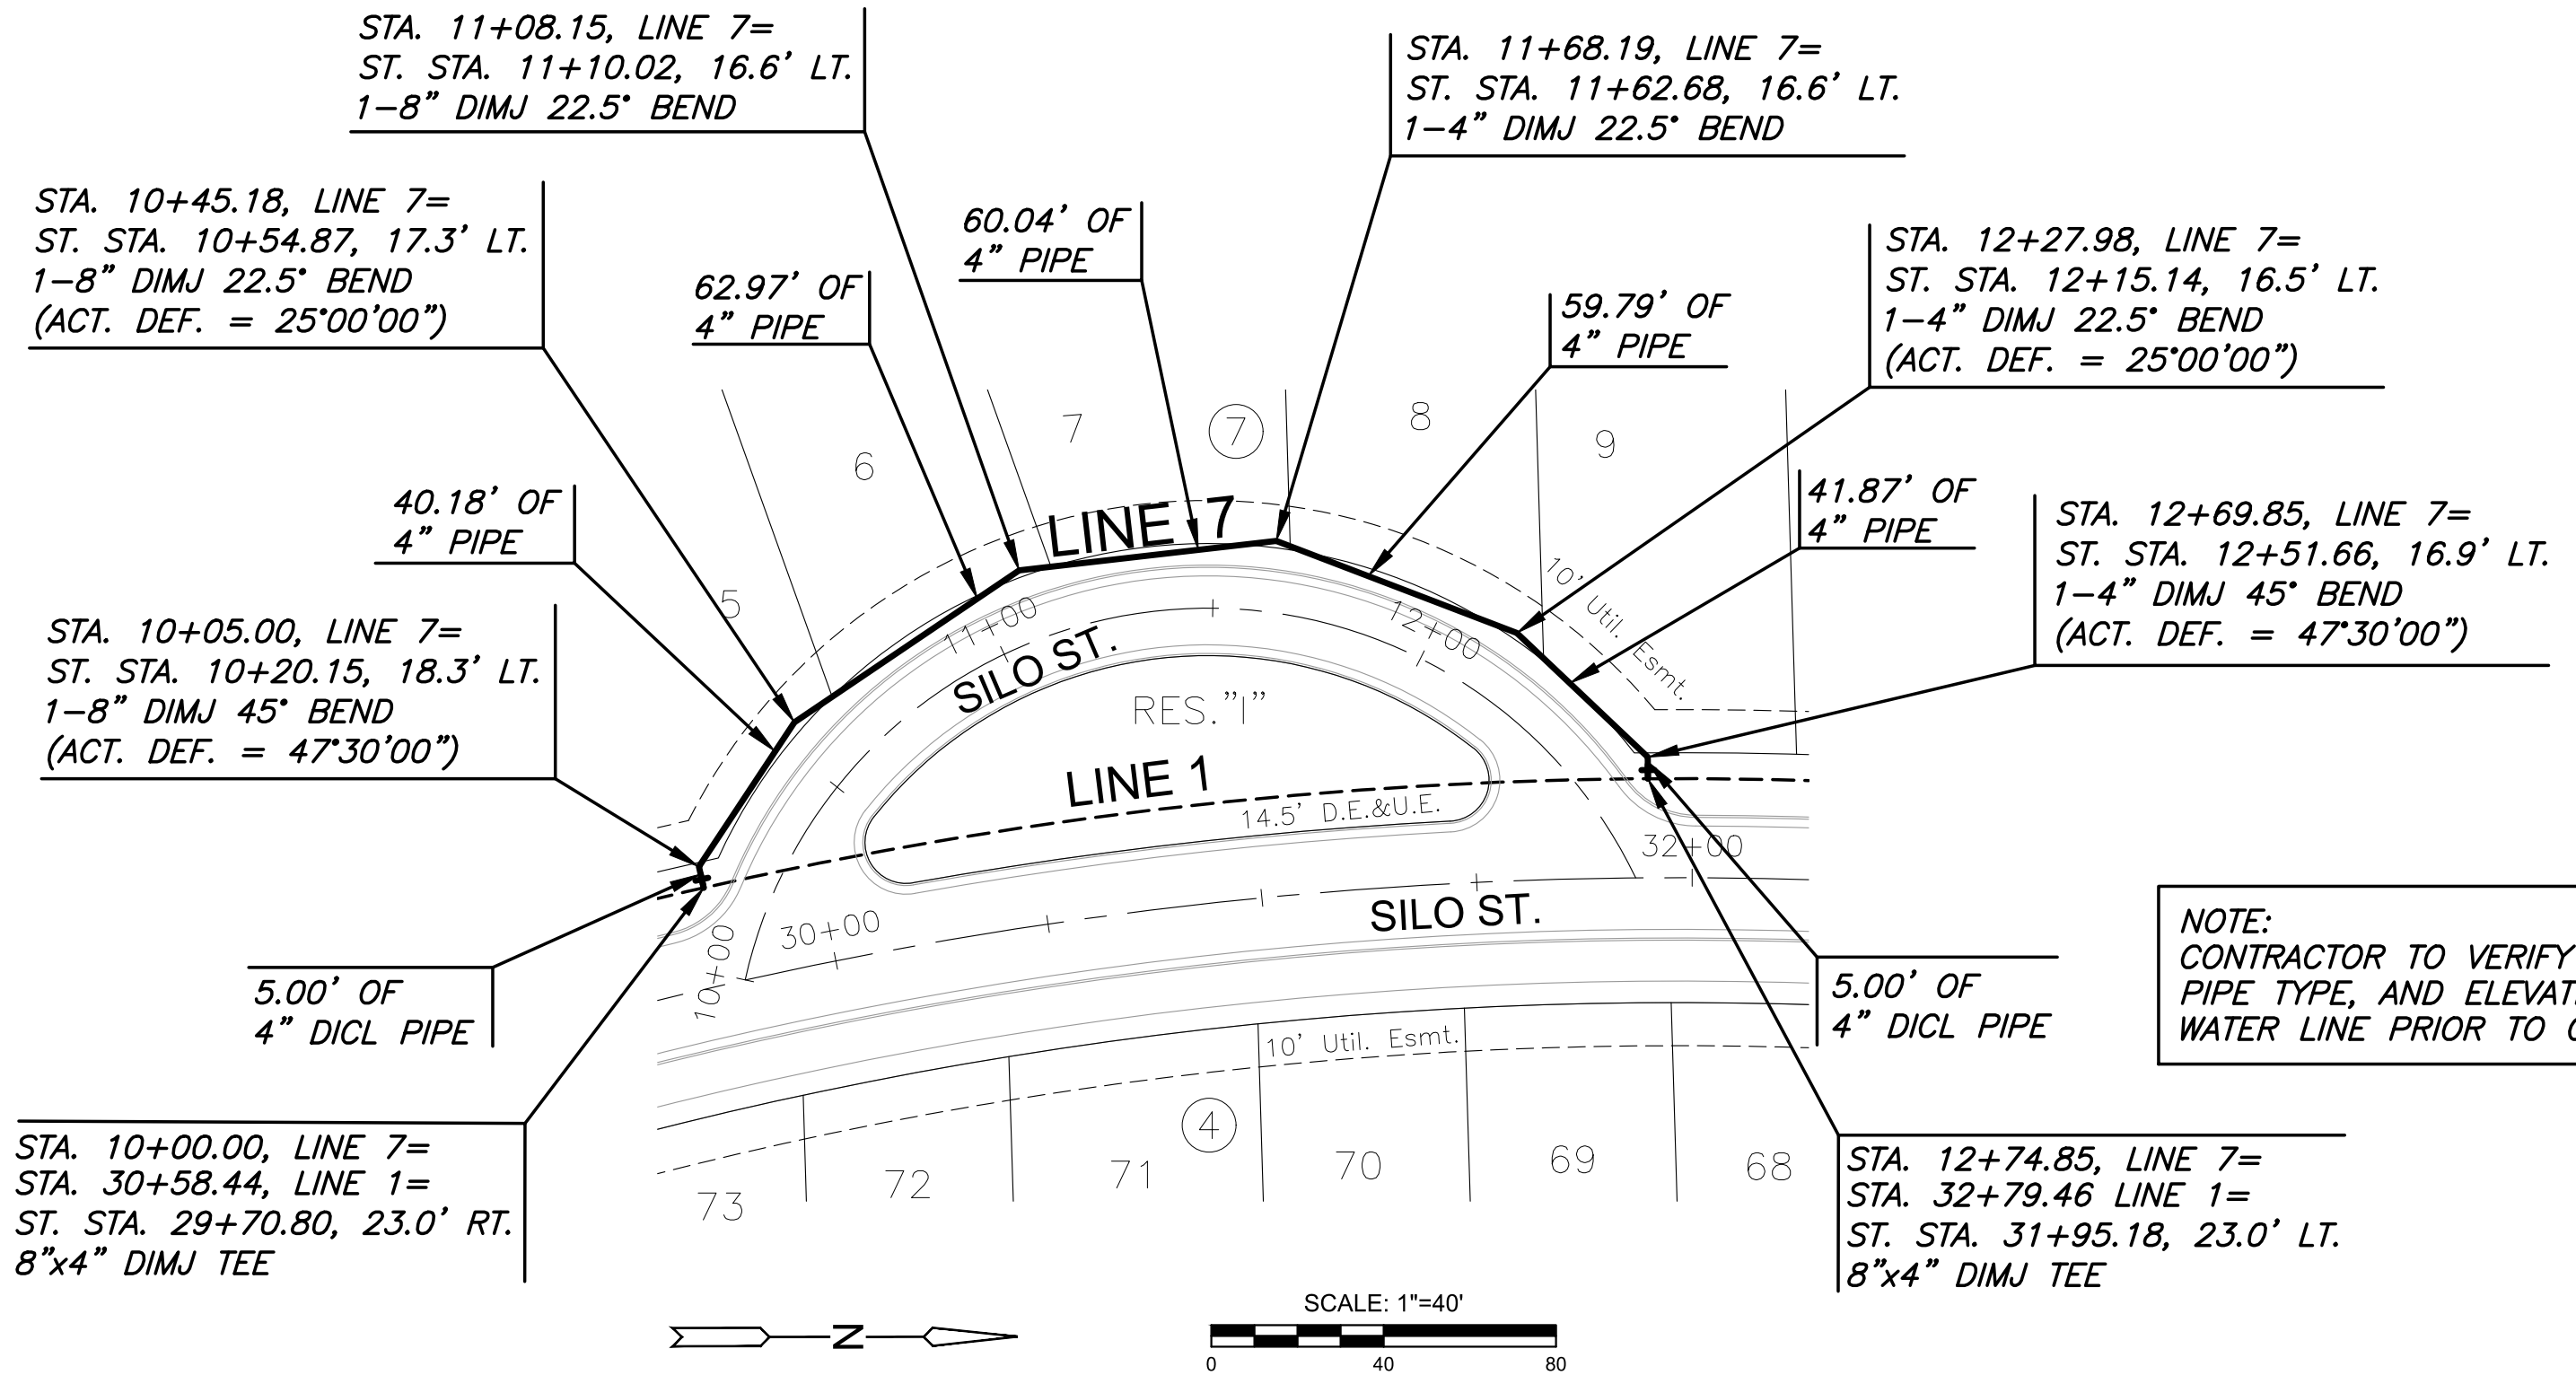 STA. 11+08.15, LINE 7=
ST. STA. 11+10.02, 16.6' LT.
1-8" DIMJ 22.5° BEND
STA. 11+68.19, LINE 7=
ST. STA. 11+62.68, 16.6' LT.
1-4" DIMJ 22.5° BEND
STA. 10+45.18, LINE 7=
ST. STA. 10+54.87, 17.3' LT.
1-8" DIMJ 22.5° BEND
(ACT. DEF. = 25°00'00")
62.97' OF
4" PIPE
60.04' OF
4" PIPE
59.79' OF
4" PIPE
STA. 12+27.98, LINE 7=
ST. STA. 12+15.14, 16.5' LT.
1-4" DIMJ 22.5° BEND
(ACT. DEF. = 25°00'00")
40.18' OF
4" PIPE
41.87' OF
4" PIPE
STA. 12+69.85, LINE 7=
ST. STA. 12+51.66, 16.9' LT.
1-4" DIMJ 45° BEND
(ACT. DEF. = 47°30'00")
STA. 10+05.00, LINE 7=
ST. STA. 10+20.15, 18.3' LT.
1-8" DIMJ 45° BEND
(ACT. DEF. = 47°30'00")
5
6
7
7
8
9
LINE 7
10' Util. Esmt.
11+00
12+00
SILO ST.
RES."I"
LINE 1
14.5' D.E.&U.E.
32+00
30+00
10+00
SILO ST.
5.00' OF
4" DICL PIPE
5.00' OF
4" DICL PIPE
NOTE:
CONTRACTOR TO VERIFY
PIPE TYPE, AND
WATER LINE PRIOR TO
10' Util. Esmt.
4
73
72
71
70
69
68
STA. 10+00.00, LINE 7=
STA. 30+58.44, LINE 1=
ST. STA. 29+70.80, 23.0' RT.
8"x4" DIMJ TEE
STA. 12+74.85, LINE 7=
STA. 32+79.46 LINE 1=
ST. STA. 31+95.18, 23.0' LT.
8"x4" DIMJ TEE
N
SCALE: 1"=40'
0 40 80